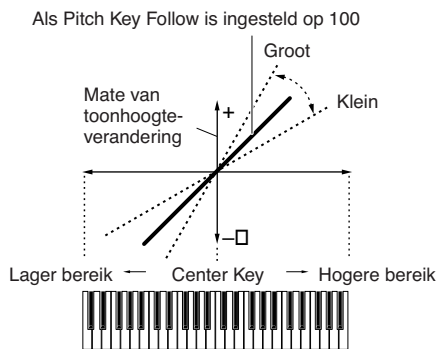 Als Pitch Key Follow is ingesteld op 100
Groot
Klein
Mate van
toonhoogte-
verandering
+
–□
Lager bereik
Center Key
Hogere bereik